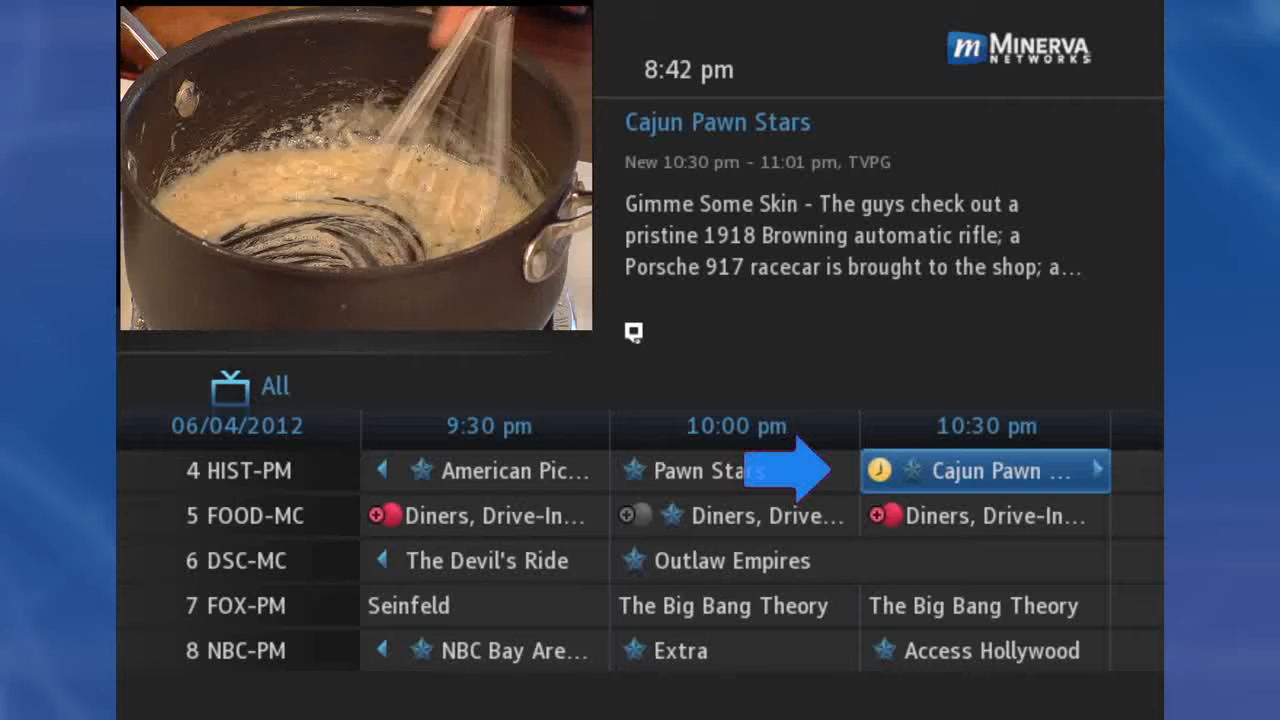 MINERVA
NETWORKS
8:42 pm
Cajun Pawn Stars
New 10:30 pm - 11:01 pm, TVPG
Gimme Some Skin - The guys check out a
pristine 1918 Browning automatic rifle; a
Porsche 917 racecar is brought to the shop; a...
All
06/04/2012 9:30 pm 10:00 pm 10:30 pm
4 HIST-PM American Pic... Pawn Stars Cajun Pawn ...
5 FOOD-MC Diners, Drive-In... Diners, Drive... Diners, Drive-In...
6 DSC-MC The Devil's Ride Outlaw Empires
7 FOX-PM Seinfeld The Big Bang Theory The Big Bang Theory
8 NBC-PM NBC Bay Are... Extra Access Hollywood